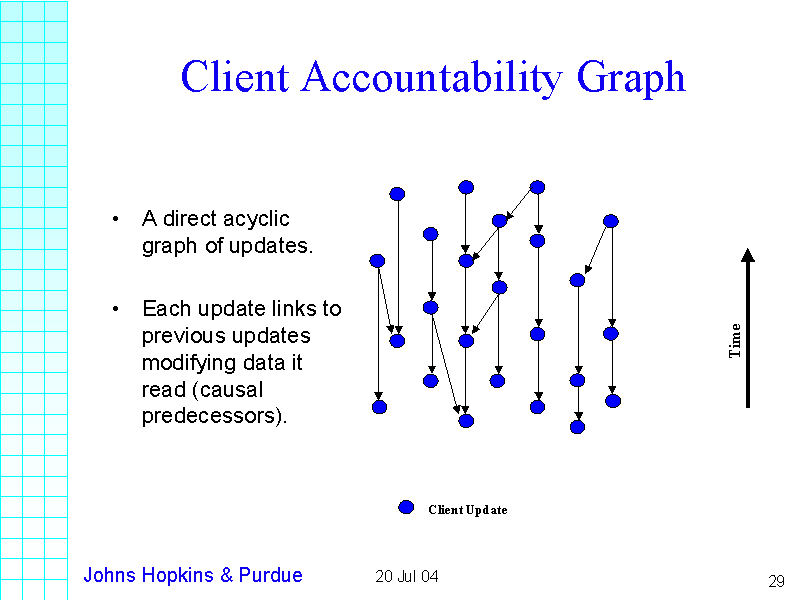 Client Accountability Graph
• A direct acyclic
graph of updates.
• Each update links to
previous updates
modifying data it
read (causal
predecessors).
Time
Client Update
Johns Hopkins & Purdue
20 Jul 04
29